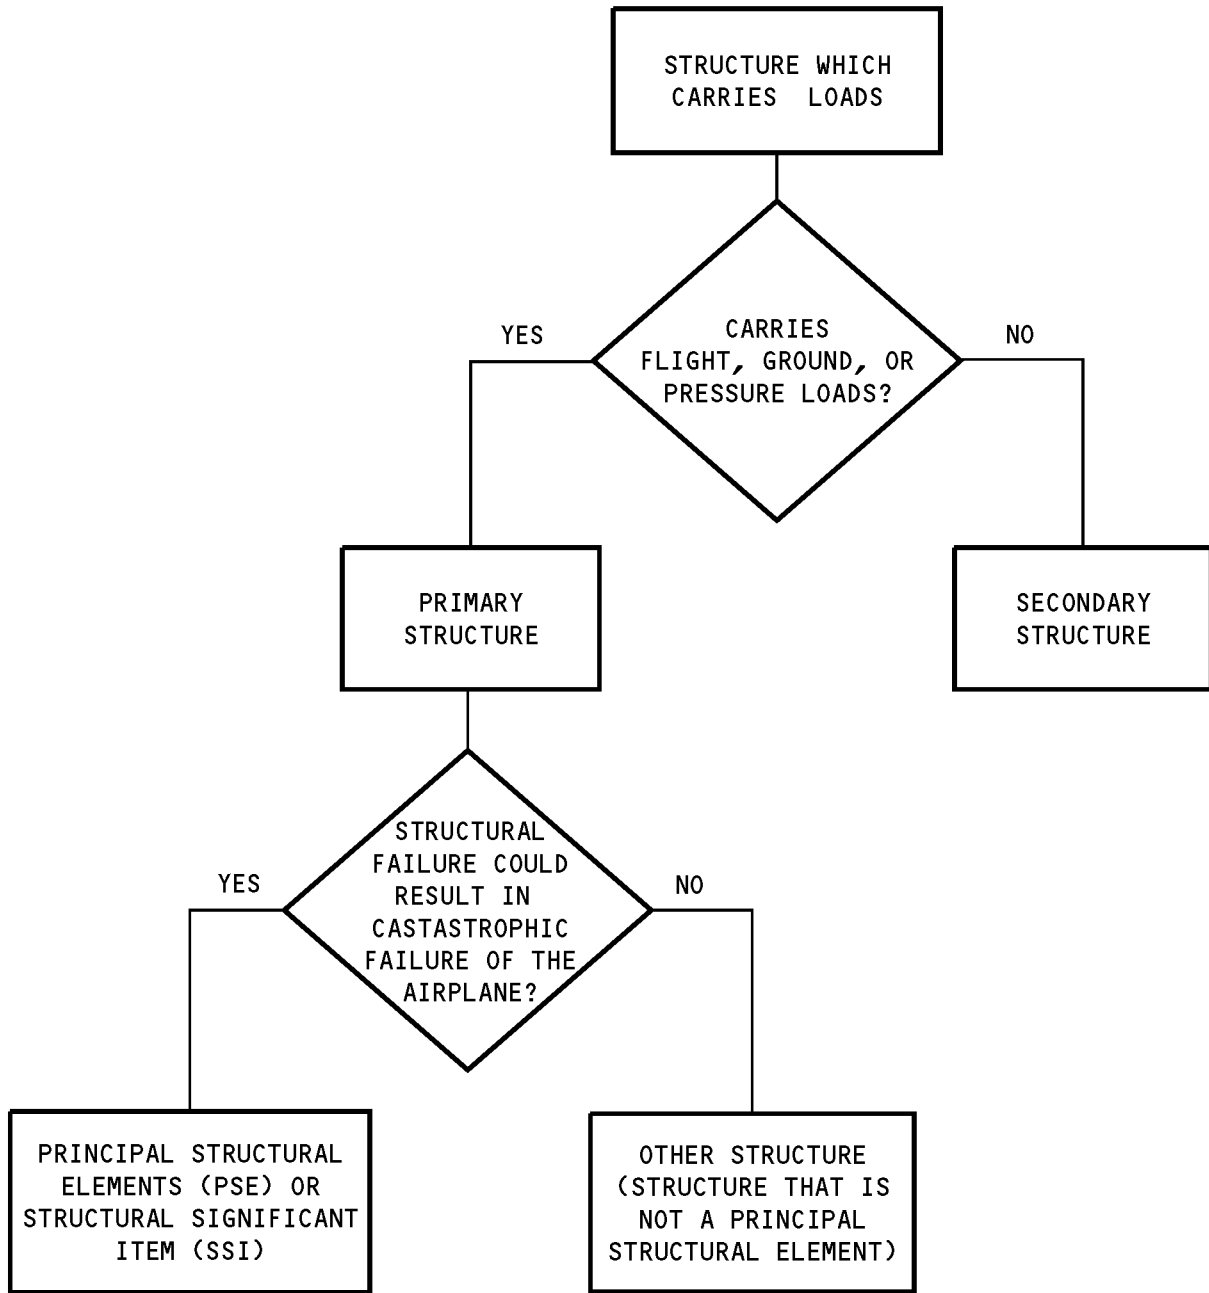 STRUCTURE WHICH
CARRIES LOADS
YES
CARRIES
FLIGHT, GROUND, OR
PRESSURE LOADS?
NO
PRIMARY
STRUCTURE
SECONDARY
STRUCTURE
YES
STRUCTURAL
FAILURE COULD
RESULT IN
CASTASTROPHIC
FAILURE OF THE
AIRPLANE?
NO
PRINCIPAL STRUCTURAL
ELEMENTS (PSE) OR
STRUCTURAL SIGNIFICANT
ITEM (SSI)
OTHER STRUCTURE
(STRUCTURE THAT IS
NOT A PRINCIPAL
STRUCTURAL ELEMENT)